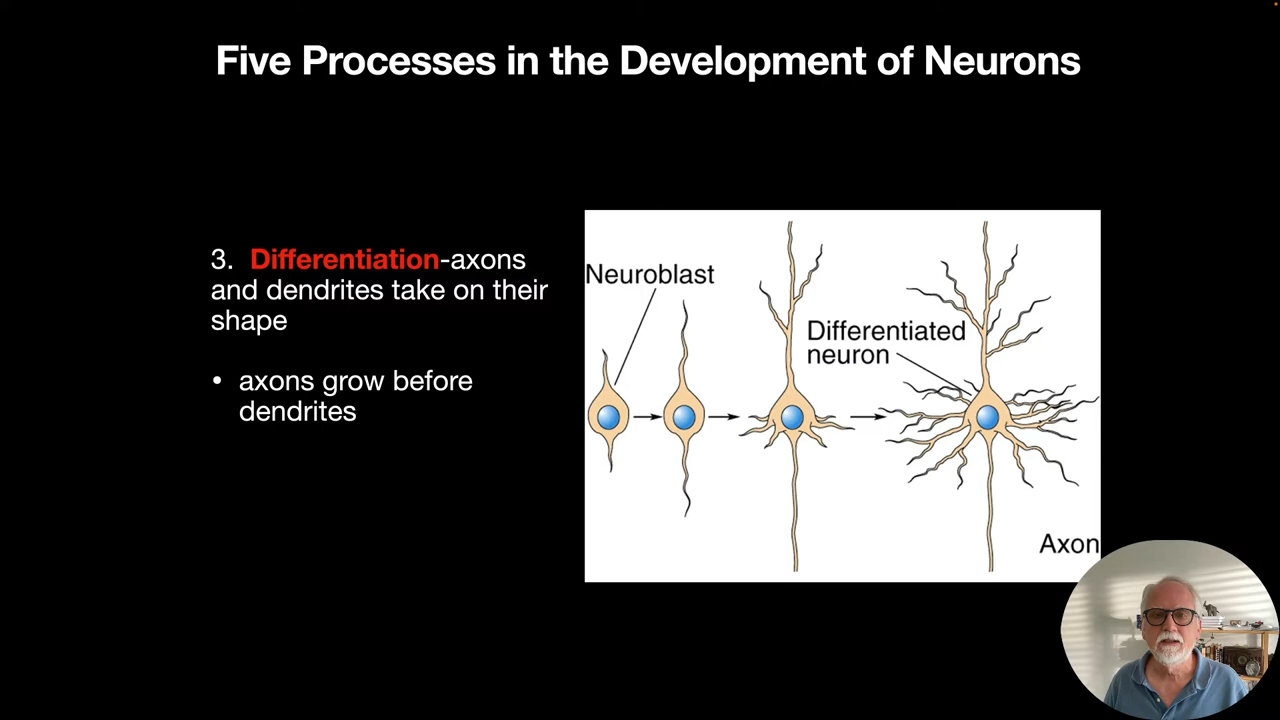 Five Processes in the Development of Neurons
3. Differentiation-axons
and dendrites take on their
shape
• axons grow before
dendrites
Neuroblast
Differentiated
neuron
Axon